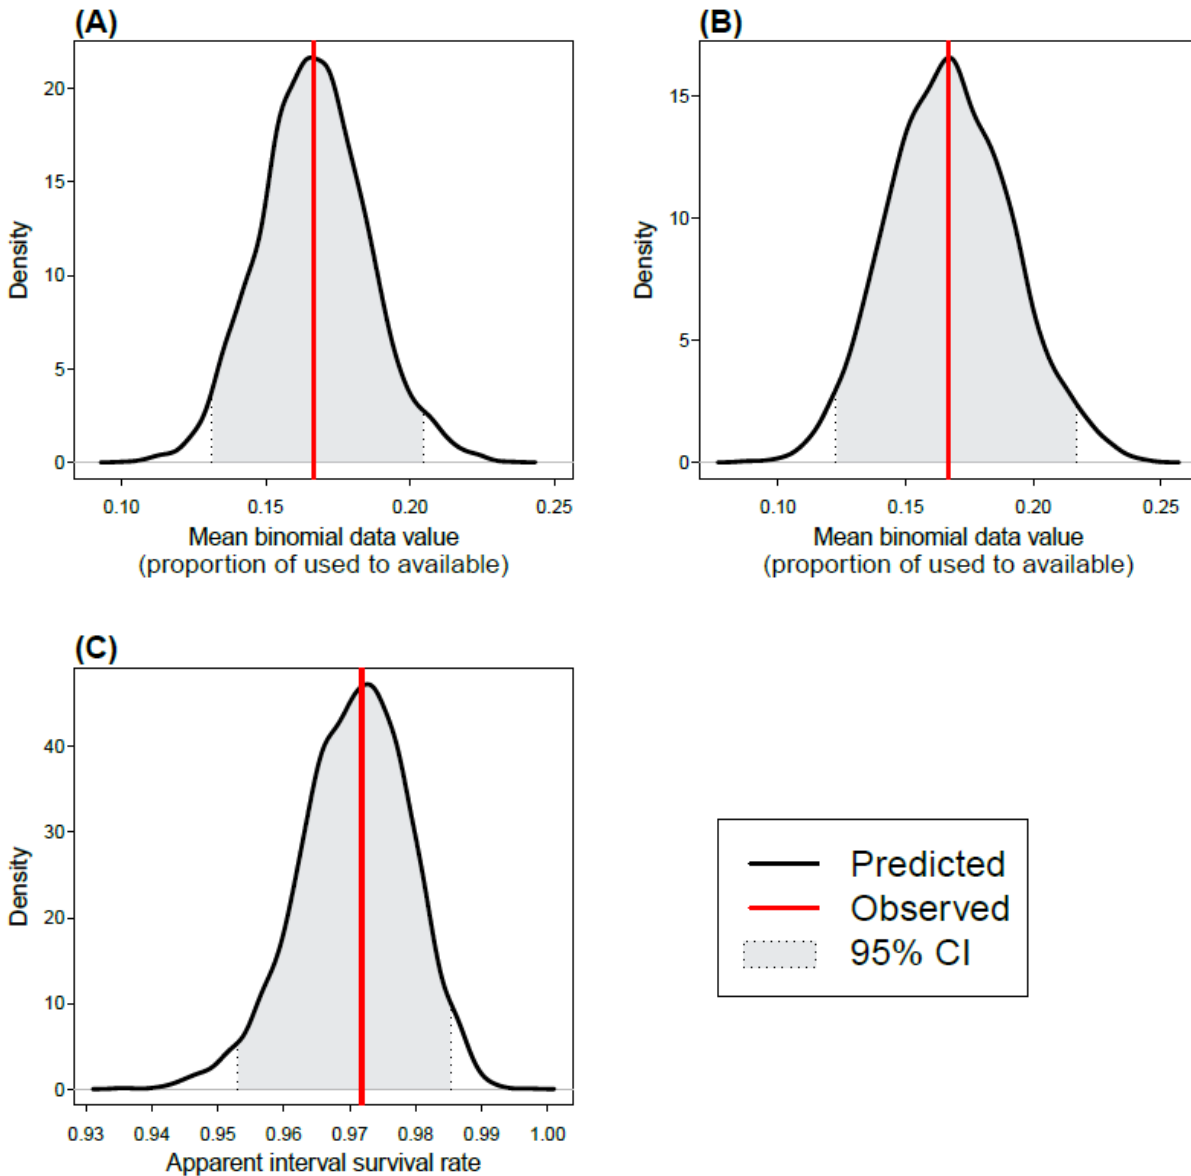 (A)
20
15
10
5
0
Density
0.10 0.15 0.20 0.25
Mean binomial data value
(proportion of used to available)
(B)
15
10
5
0
Density
0.10 0.15 0.20 0.25
Mean binomial data value
(proportion of used to available)
(C)
40
30
20
10
0
Density
0.93 0.94 0.95 0.96 0.97 0.98 0.99 1.00
Apparent interval survival rate
Predicted
Observed
95% CI